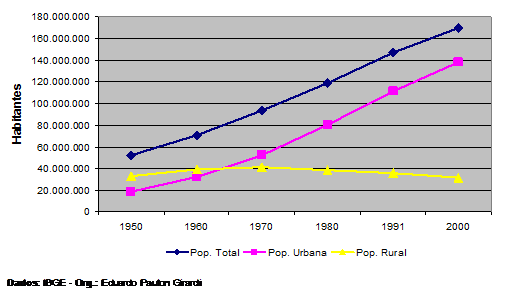 180.000.000
160.000.000
140.000.000
120.000.000
100.000.000
80.000.000
60.000.000
40.000.000
20.000.000
0
Habitantes
1950 1960 1970 1980 1991 2000
Pop. Total Pop. Urbana Pop. Rural
Dados: IBGE - Org.: Eduardo Paulon Girardi